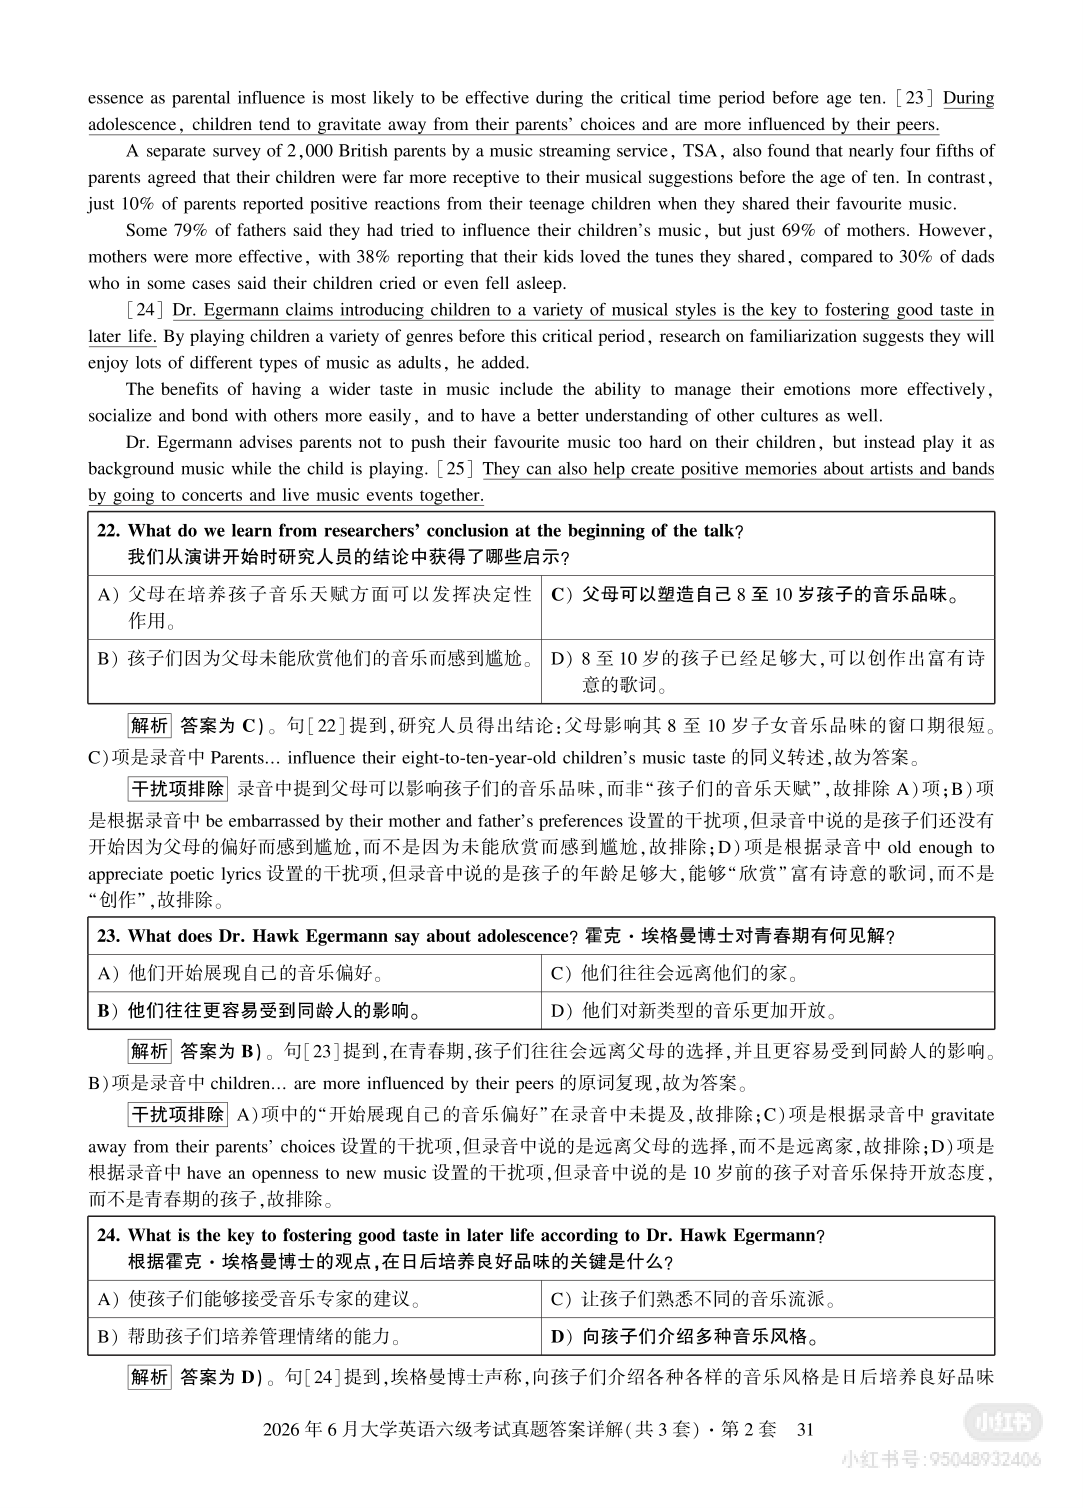 essence as parental influence is most likely to be effective during the critical time period before age ten. [23] During
adolescence, children tend to gravitate away from their parents' choices and are more influenced by their peers.
A separate survey of 2,000 British parents by a music streaming service, TSA, also found that nearly four fifths of
parents agreed that their children were far more receptive to their musical suggestions before the age of ten. In contrast,
just 10% of parents reported positive reactions from their teenage children when they shared their favourite music.
Some 79% of fathers said they had tried to influence their children's music, but just 69% of mothers. However,
mothers were more effective, with 38% reporting that their kids loved the tunes they shared, compared to 30% of dads
who in some cases said their children cried or even fell asleep.
[24] Dr. Egermann claims introducing children to a variety of musical styles is the key to fostering good taste in
later life. By playing children a variety of genres before this critical period, research on familiarization suggests they will
enjoy lots of different types of music as adults, he added.
The benefits of having a wider taste in music include the ability to manage their emotions more effectively,
socialize and bond with others more easily, and to have a better understanding of other cultures as well.
Dr. Egermann advises parents not to push their favourite music too hard on their children, but instead play it as
background music while the child is playing. [25] They can also help create positive memories about artists and bands
by going to concerts and live music events together.
22. What do we learn from researchers' conclusion at the beginning of the talk?
我们从演讲开始时研究人员的结论中获得了哪些启示?
A) 父母在培养孩子音乐天赋方面可以发挥决定性
作用。
C) 父母可以塑造自己 8 至 10 岁孩子的音乐品味。
B) 孩子们因为父母未能欣赏他们的音乐而感到尴尬。
D) 8 至 10 岁的孩子已经足够大,可以创作出富有诗
意的歌词。
解析 答案为 C)。句[22]提到,研究人员得出结论:父母影响其 8 至 10 岁子女音乐品味的窗口期很短。
C)项是录音中 Parents... influence their eight-to-ten-year-old children's music taste 的同义转述,故为答案。
干扰项排除 录音中提到父母可以影响孩子们的音乐品味,而非“孩子们的音乐天赋”,故排除 A)项;B)项
是根据录音中 be embarrassed by their mother and father's preferences 设置的干扰项,但录音中说的是孩子们还没有
开始因为父母的偏好而感到尴尬,而不是因为未能欣赏而感到尴尬,故排除;D)项是根据录音中 old enough to
appreciate poetic lyrics 设置的干扰项,但录音中说的是孩子的年龄足够大,能够“欣赏”富有诗意的歌词,而不是
“创作”,故排除。
23. What does Dr. Hawk Egermann say about adolescence? 霍克·埃格曼博士对青春期有何见解?
A) 他们开始展现自己的音乐偏好。
C) 他们往往会远离他们的家。
B) 他们往往更容易受到同龄人的影响。
D) 他们对新类型的音乐更加开放。
解析 答案为 B)。句[23]提到,在青春期,孩子们往往会远离父母的选择,并且更容易受到同龄人的影响。
B)项是录音中 children... are more influenced by their peers 的原词复现,故为答案。
干扰项排除 A)项中的“开始展现自己的音乐偏好”在录音中未提及,故排除;C)项是根据录音中 gravitate
away from their parents' choices 设置的干扰项,但录音中说的是远离父母的选择,而不是远离家,故排除;D)项是
根据录音中 have an openness to new music 设置的干扰项,但录音中说的是 10 岁前的孩子对音乐保持开放态度,
而不是青春期的孩子,故排除。
24. What is the key to fostering good taste in later life according to Dr. Hawk Egermann?
根据霍克·埃格曼博士的观点,在日后培养良好品味的关键是什么?
A) 使孩子们能够接受音乐专家的建议。
C) 让孩子们熟悉不同的音乐流派。
B) 帮助孩子们培养管理情绪的能力。
D) 向孩子们介绍多种音乐风格。
解析 答案为 D)。句[24]提到,埃格曼博士声称,向孩子们介绍各种各样的音乐风格是日后培养良好品味
2026 年 6 月大学英语六级考试真题答案详解(共 3 套)·第 2 套 31
小红书
小红书号:95048932406